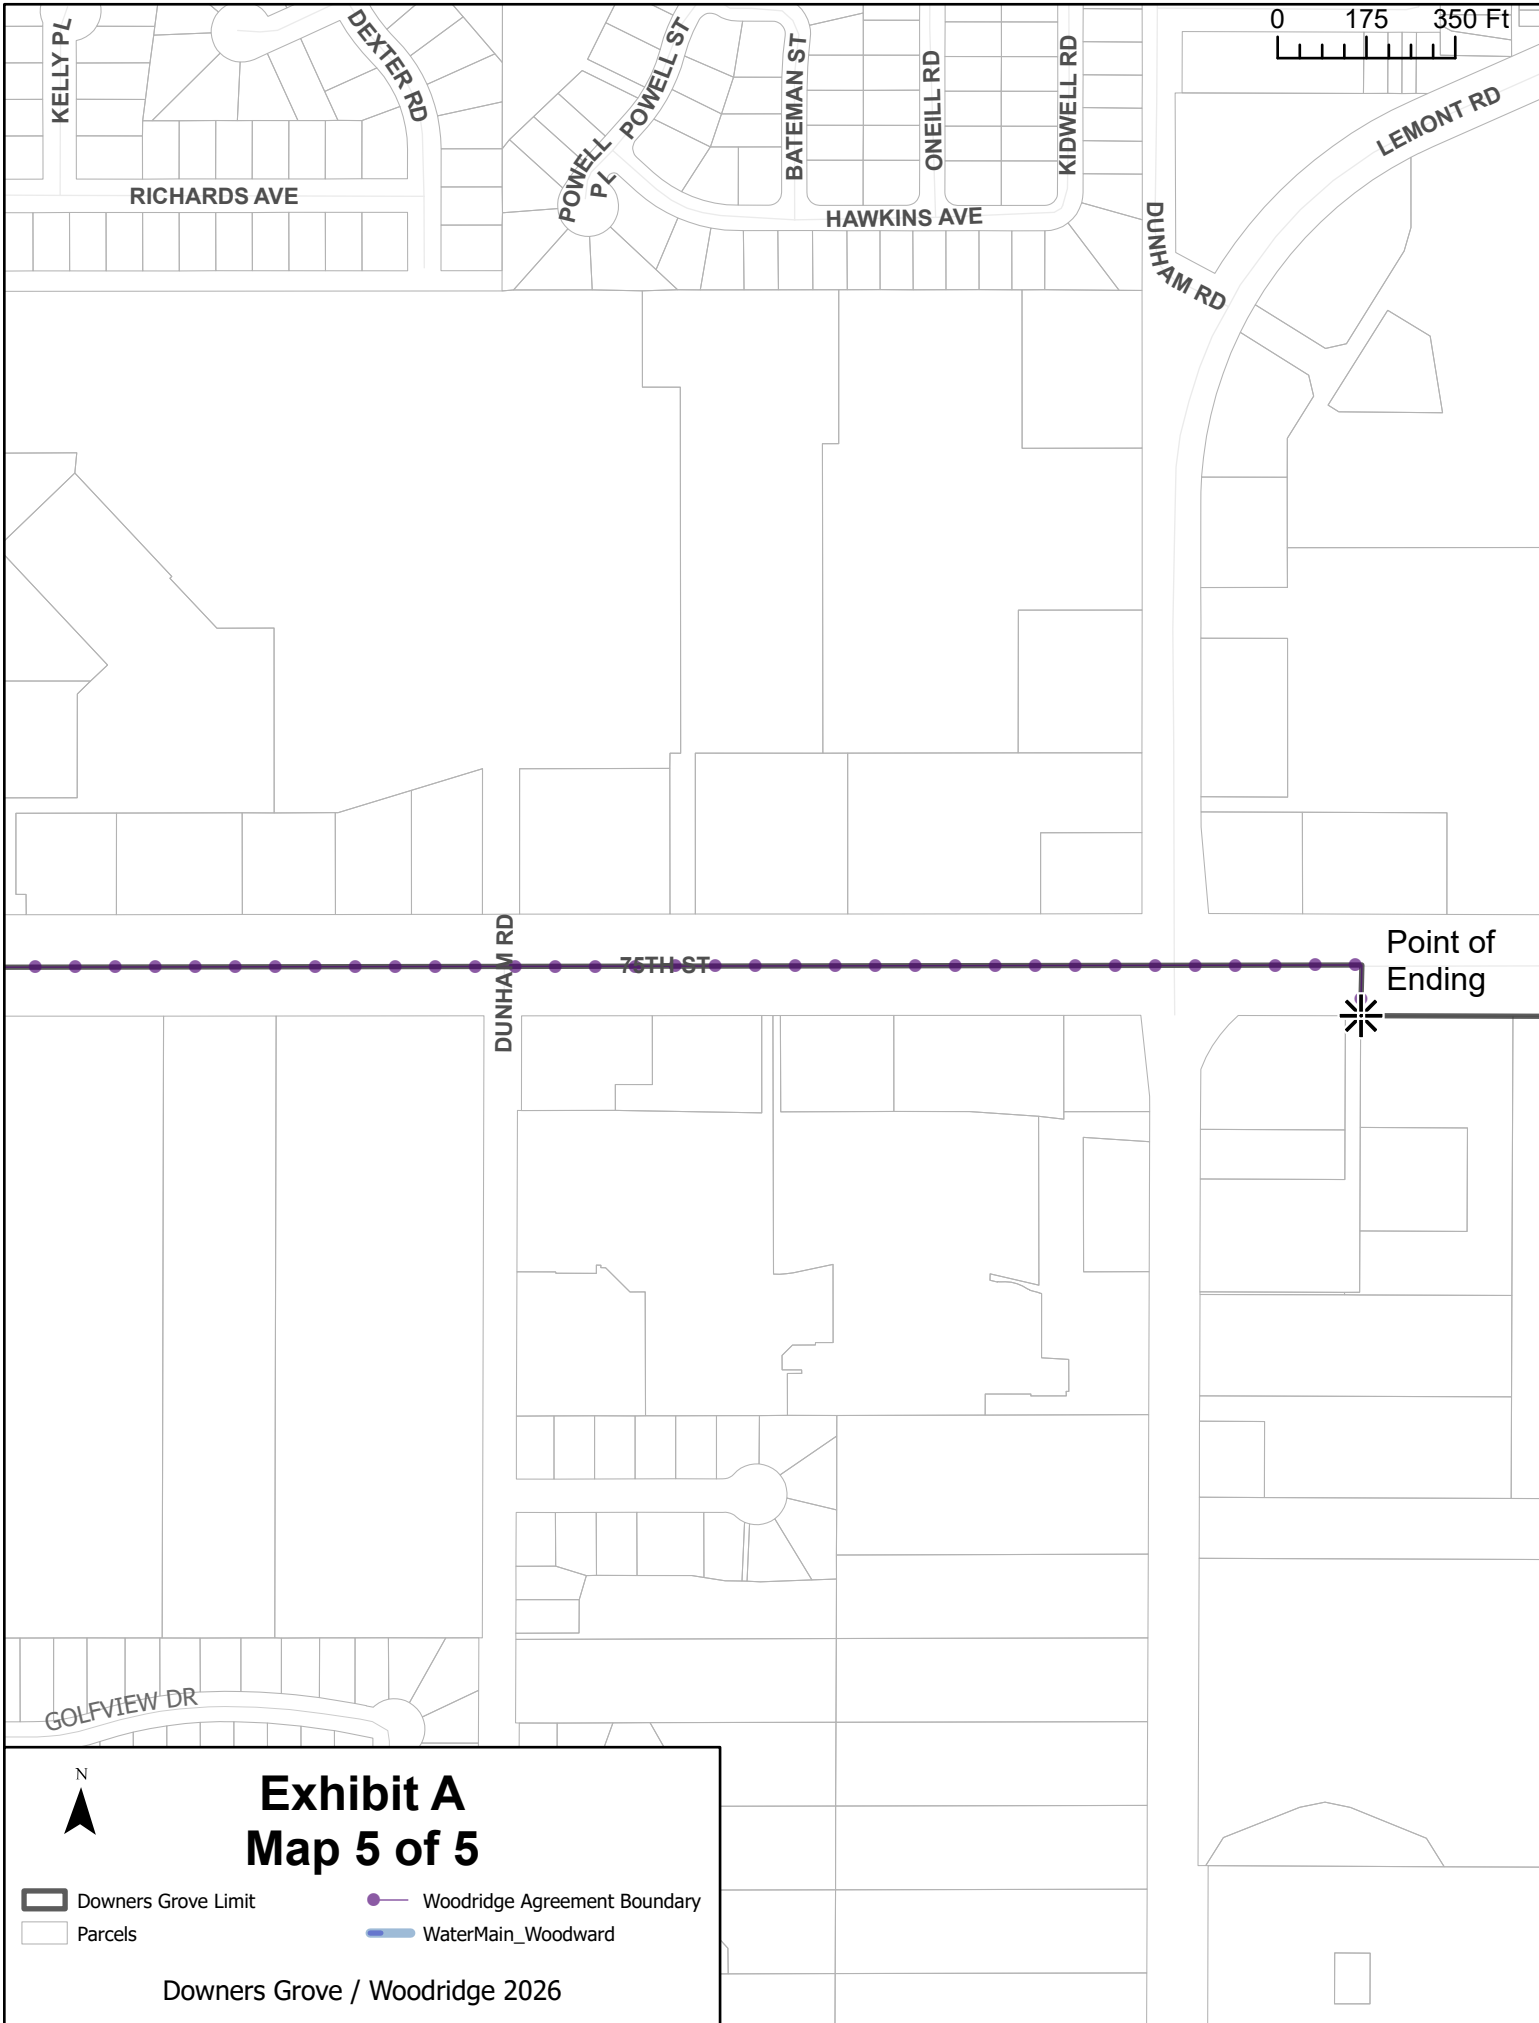 0 175 350 Ft
KELLY PL
DEXTER RD
POWELL ST
BATEMAN ST
ONEILL RD
KIDWELL RD
LEMONT RD
POWELL
PL
RICHARDS AVE
HAWKINS AVE
DUNHAM RD
Point of
Ending
75TH ST
DUNHAM RD
GOLFVIEW DR
N
Exhibit A
Map 5 of 5
Downers Grove Limit
Woodridge Agreement Boundary
Parcels
WaterMain_Woodward
Downers Grove / Woodridge 2026